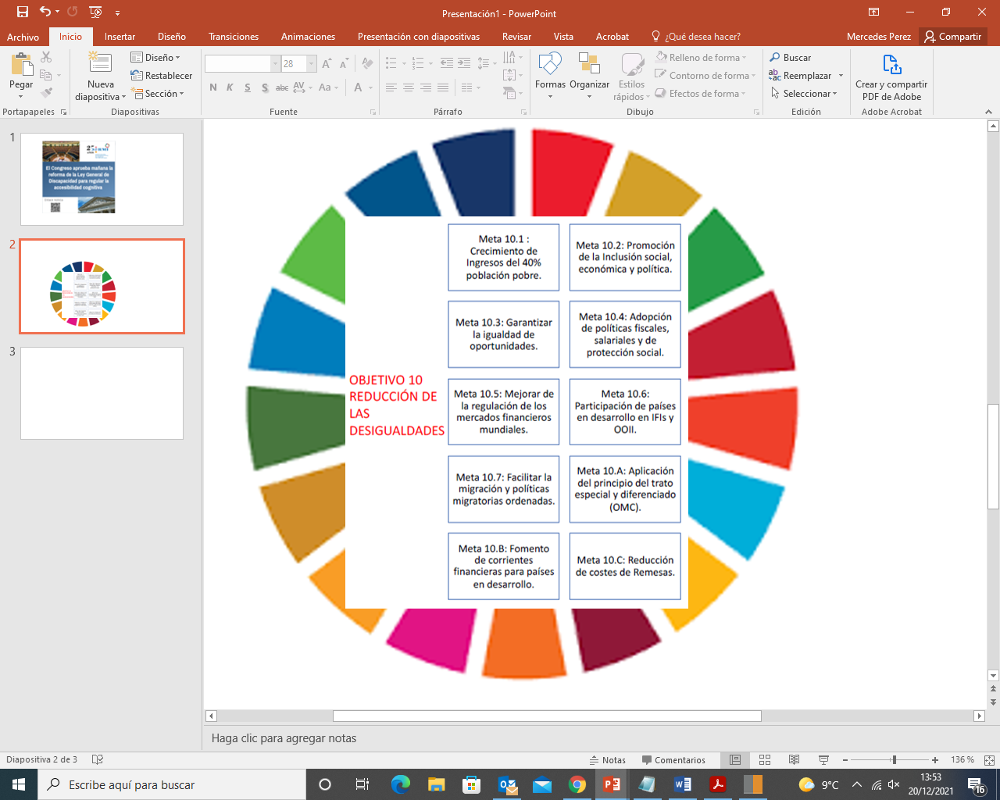 Presentación1 - PowerPoint
Archivo
Inicio
Insertar
Diseño
Transiciones
Animaciones
Presentación con diapositivas
Revisar
Vista
Acrobat
¿Qué desea hacer?
Mercedes Perez
Compartir
Pegar
Nueva
diapositiva
Diseño
Restablecer
Sección
28
N K S S abc AV Aa A
Formas
Organizar
Estilos
rápidos
Relleno de forma
Contorno de forma
Efectos de forma
Buscar
Reemplazar
Seleccionar
Crear y compartir
PDF de Adobe
Portapapeles
Diapositivas
Fuente
Párrafo
Dibujo
Edición
Adobe Acrobat
1
El Congreso aprueba mañana la
reforma de la Ley General de
Discapacidad para regular la
accesibilidad cognitiva
2
3
OBJETIVO 10
REDUCCIÓN DE
LAS
DESIGUALDADES
Meta 10.1 :
Crecimiento de
Ingresos del 40%
población pobre.
Meta 10.2: Promoción
de la Inclusión social,
económica y política.
Meta 10.3: Garantizar
la igualdad de
oportunidades.
Meta 10.4: Adopción
de políticas fiscales,
salariales y de
protección social.
Meta 10.5: Mejorar de
la regulación de los
mercados financieros
mundiales.
Meta 10.6:
Participación de países
en desarrollo en IFIs y
OOII.
Meta 10.7: Facilitar la
migración y políticas
migratorias ordenadas.
Meta 10.A: Aplicación
del principio del trato
especial y diferenciado
(OMC).
Meta 10.B: Fomento
de corrientes
financieras para países
en desarrollo.
Meta 10.C: Reducción
de costes de Remesas.
Haga clic para agregar notas
Diapositiva 2 de 3
Notas
Comentarios
136 %
Escribe aquí para buscar
9°C
13:53
20/12/2021
16